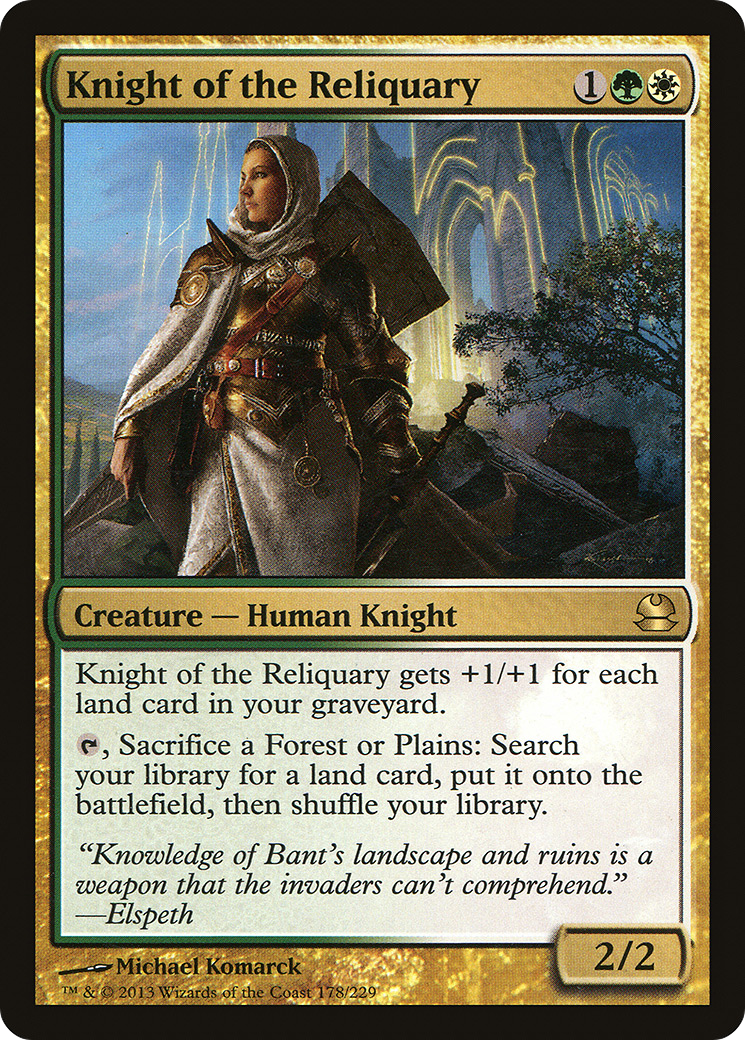 Knight of the Reliquary 1
Creature — Human Knight
Knight of the Reliquary gets +1/+1 for each
land card in your graveyard.
, Sacrifice a Forest or Plains: Search
your library for a land card, put it onto the
battlefield, then shuffle your library.
“Knowledge of Bant’s landscape and ruins is a
weapon that the invaders can’t comprehend.”
—Elspeth
2/2
Michael Komarck
™ & © 2013 Wizards of the Coast 178/229